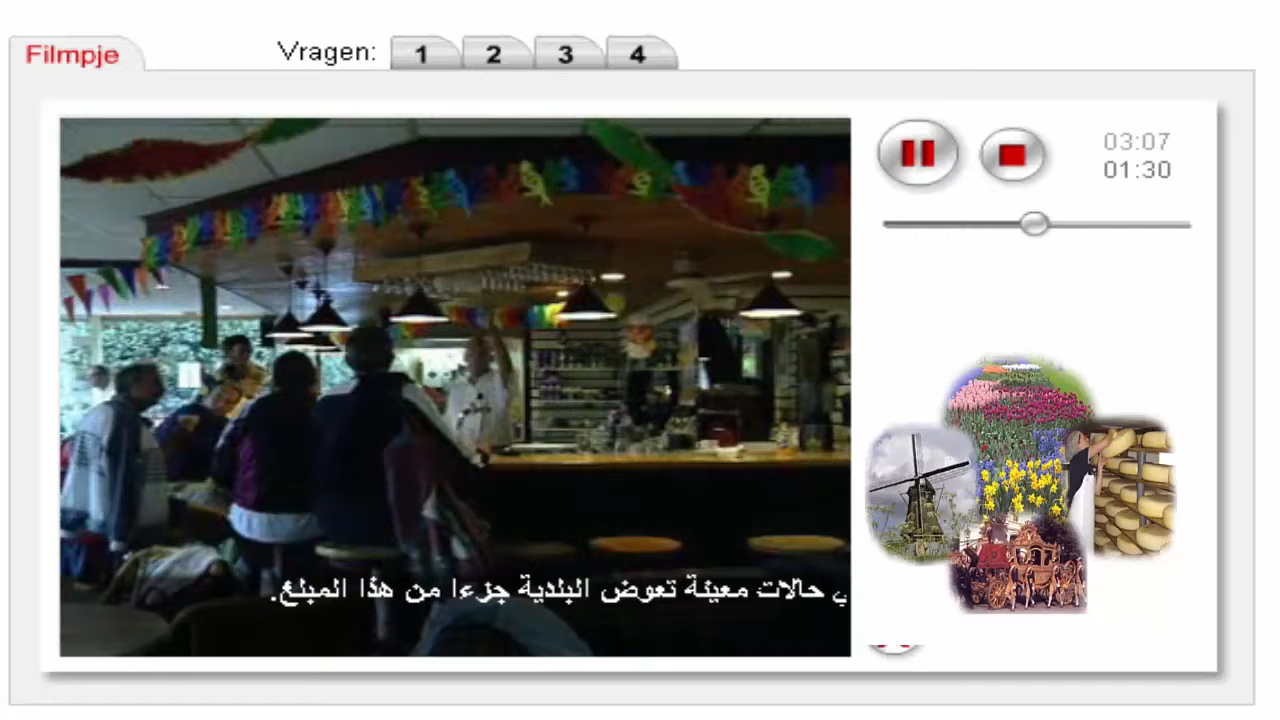 Filmpje
Vragen: 1 2 3 4
03:07
01:30
حالات معينة تعوض البلدية جزءا من هذا المبلغ.